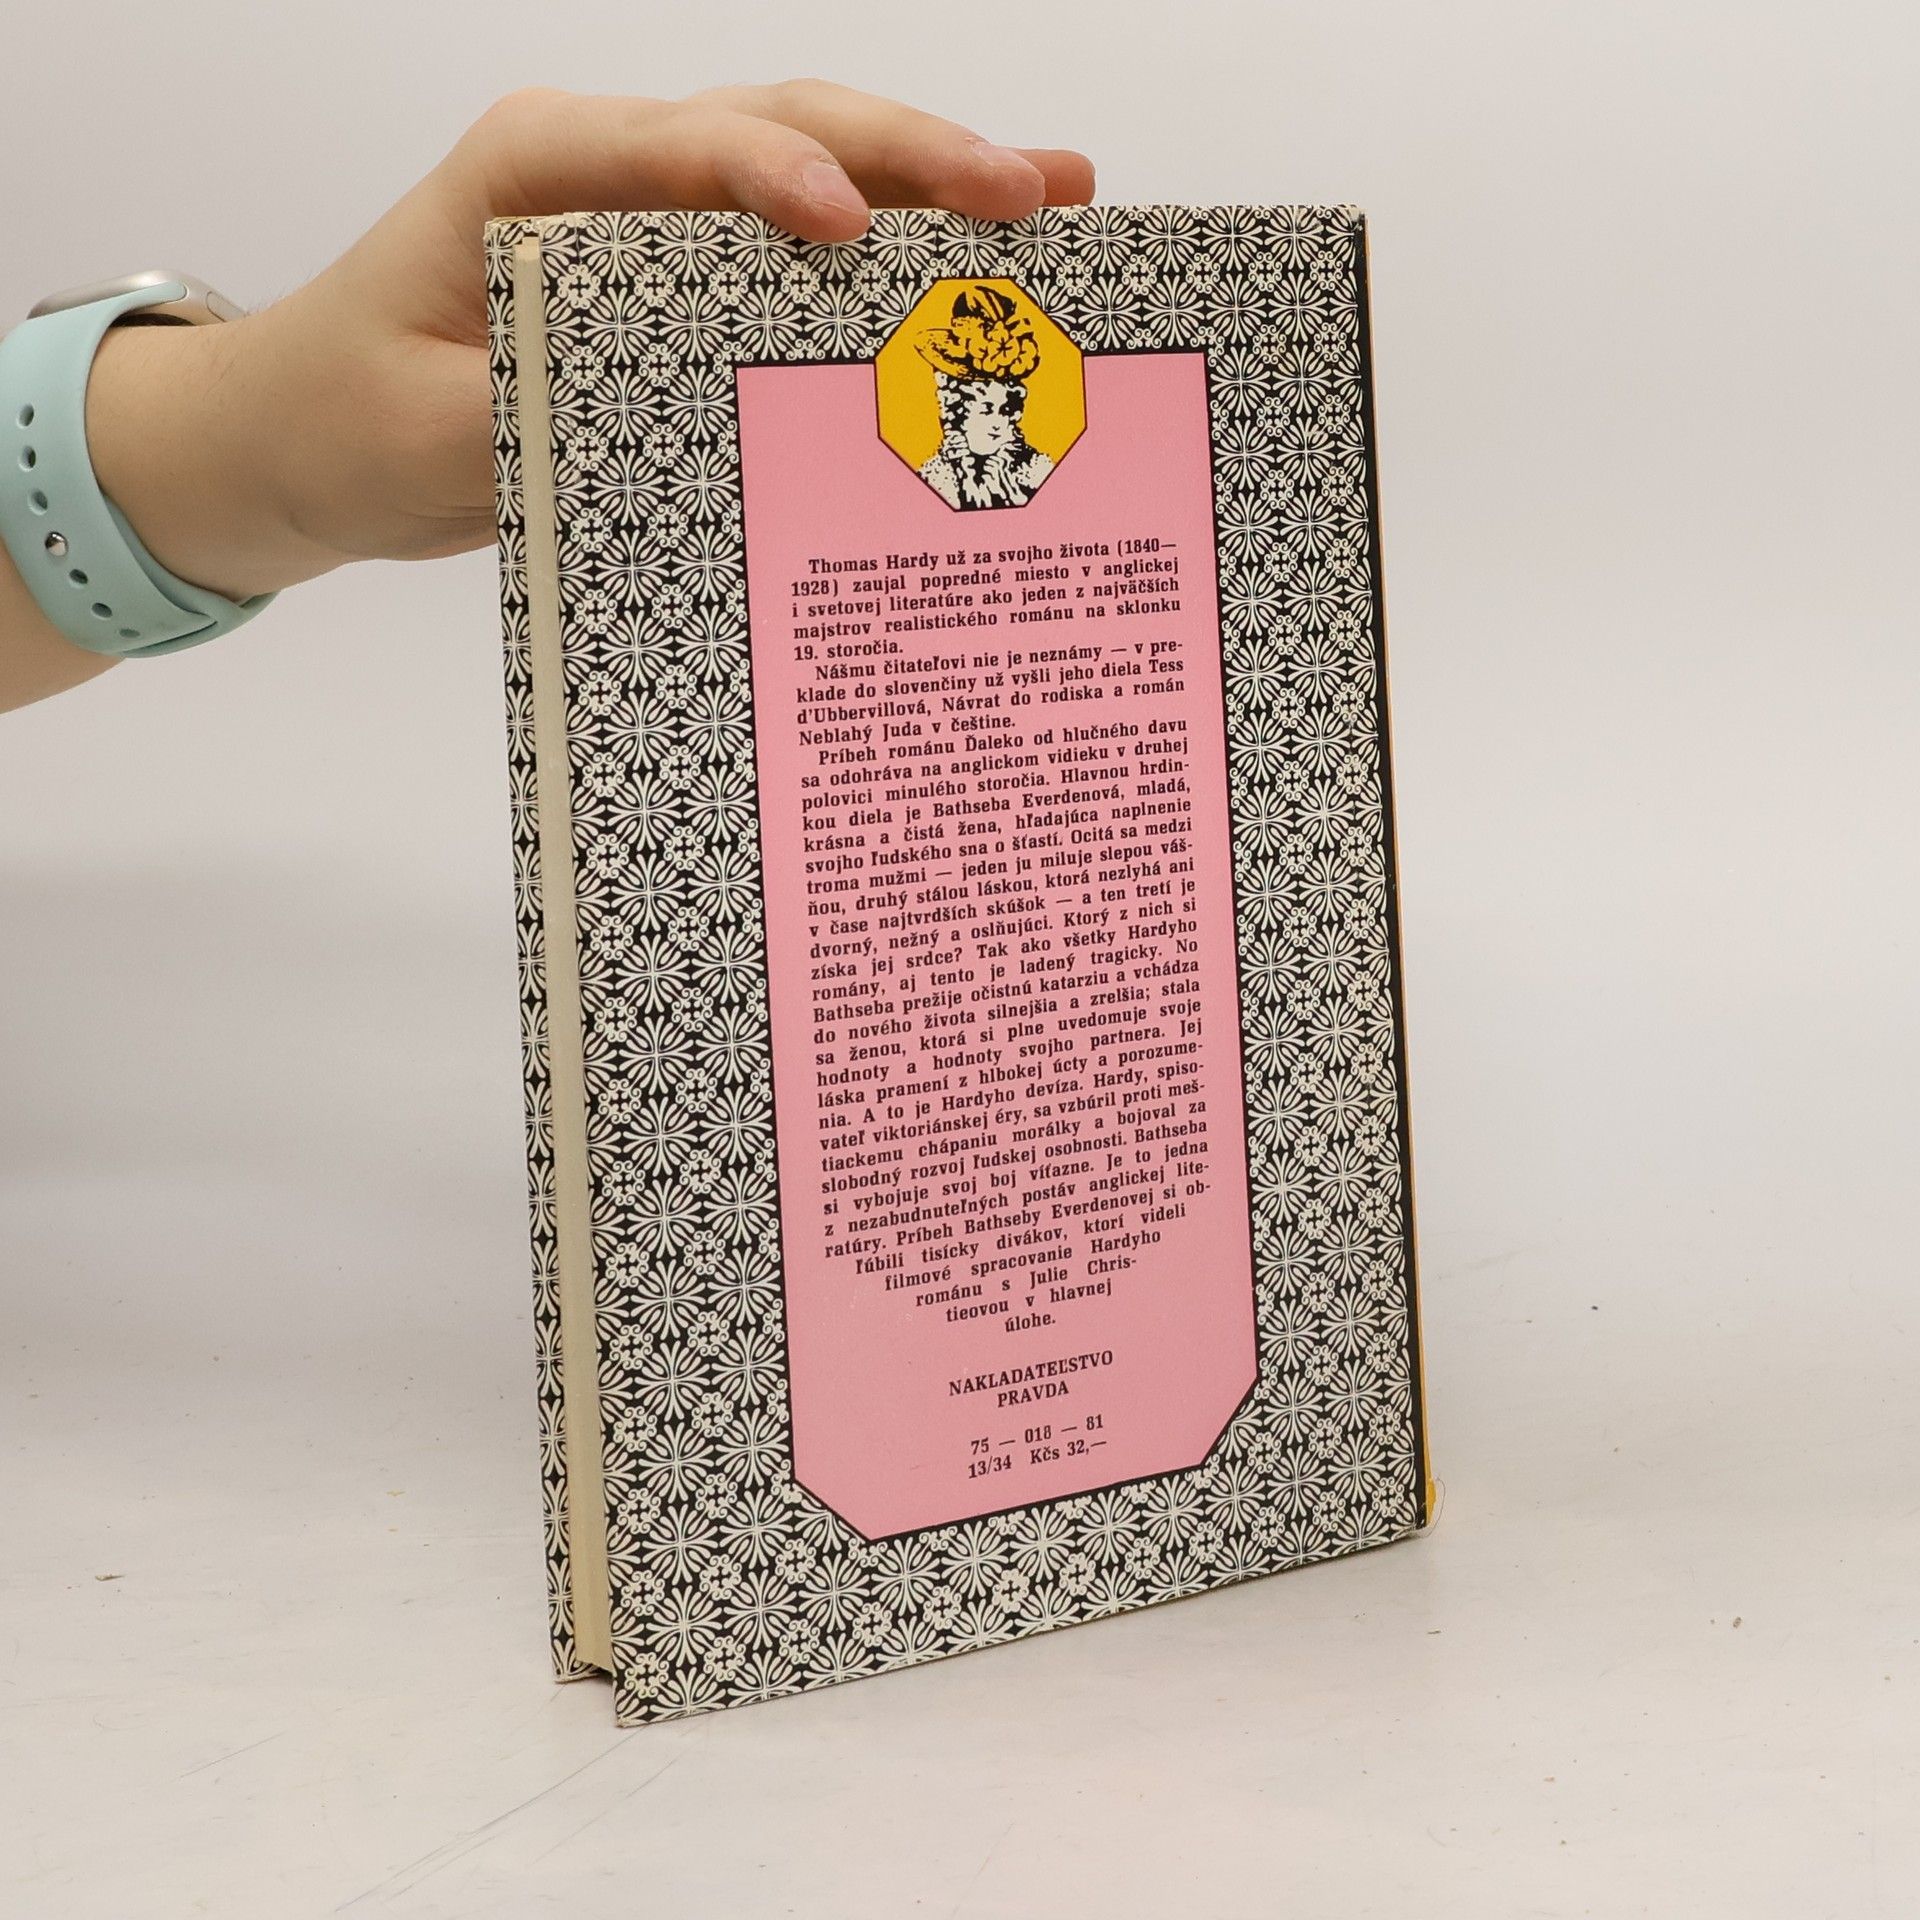 Thomas Hardy už za svojho života (1840—
1928) zaujal popredné miesto v anglickej
i svetovej literatúre ako jeden z najväčších
majstrov realistického románu na sklonku
19. storočia.
Nášmu čitateľovi nie je neznámy — v pre-
klade do slovenčiny už vyšli jeho diela Tess
d'Ubbervillová, Návrat do rodiska a román
Neblahý Juda v češtine.
Príbeh románu Ďaleko od hlučného davu
sa odohráva na anglickom vidieku v druhej
polovici minulého storočia. Hlavnou hrdin-
kou diela je Bathseba Everdenová, mladá,
krásna a čistá žena, hľadajúca naplnenie
svojho ľudského sna o šťastí. Ocitá sa medzi
troma mužmi — jeden ju miluje slepou váš-
ňou, druhý stálou láskou, ktorá nezlyhá ani
v čase najtvrdších skúšok — a ten tretí je
dvorný, nežný a oslňujúci. Ktorý z nich si
získa jej srdce? Tak ako všetky Hardyho
romány, aj tento je ladený tragicky. No
Bathseba prežije očistnú katarziu a vchádza
do nového života silnejšia a zrelšia; stala
sa ženou, ktorá si plne uvedomuje svoje
hodnoty a hodnoty svojho partnera. Jej
láska pramení z hlbokej úcty a porozume-
nia. A to je Hardyho devíza. Hardy, spiso-
vateľ viktoriánskej éry, sa vzbúril proti meš-
tiackemu chápaniu morálky a bojoval za
slobodný rozvoj ľudskej osobnosti. Bathseba
si vybojuje svoj boj víťazne. Je to jedna
z nezabudnuteľných postáv anglickej lite-
ratúry. Príbeh Bathseby Everdenovej si ob-
ľúbili tisícky divákov, ktorí videli
filmové spracovanie Hardyho
románu s Julie Chris-
tieovou v hlavnej
úlohe.
NAKLADATEĽSTVO
PRAVDA
75 — 018 — 81
13/34 Kčs 32,—